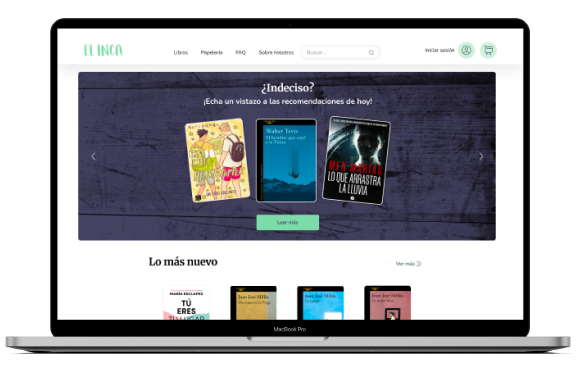 EL INCA
Libros
Papelería
FAQ
Sobre nosotros
Buscar...
Iniciar sesión
¿Indeciso?
¡Echa un vistazo a las recomendaciones de hoy!
Walter Tevis
El hombre que cayó
a la Tierra
MEN MARÍAS
LO QUE ARRASTRA
LA LLUVIA
Leer más
Lo más nuevo
Ver más
MARÍA ESCLAPEZ
TÚ
ERES
TU LUGAR
Juan José Millás
Juan José Millás
Juan José Millás
MacBook Pro